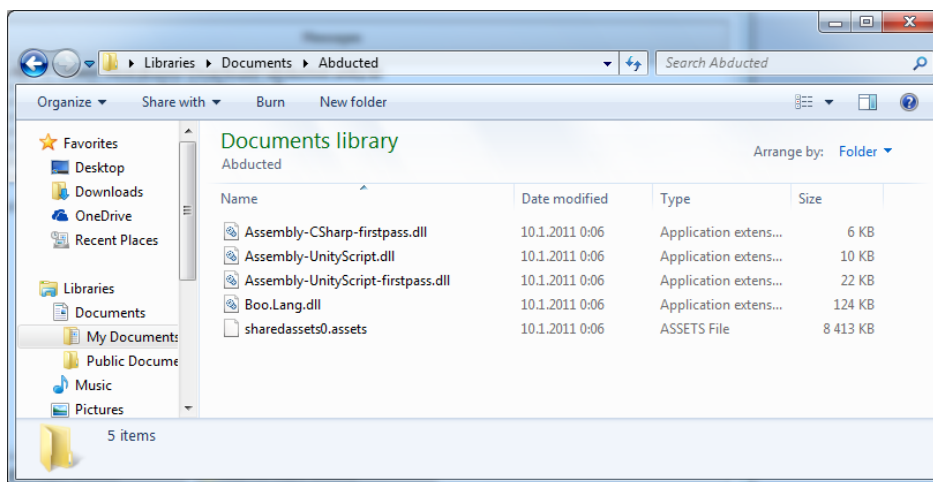 Messages
Libraries Documents Abducted
Search Abducted
Organize Share with Burn New folder
Favorites
Desktop
Downloads
OneDrive
Recent Places
Libraries
Documents
My Documents
Public Docume
Music
Pictures
Documents library
Abducted
Arrange by: Folder
Name Date modified Type Size
Assembly-CSharp-firstpass.dll 10.1.2011 0:06 Application extens... 6 KB
Assembly-UnityScript.dll 10.1.2011 0:06 Application extens... 10 KB
Assembly-UnityScript-firstpass.dll 10.1.2011 0:06 Application extens... 22 KB
Boo.Lang.dll 10.1.2011 0:06 Application extens... 124 KB
sharedassets0.assets 10.1.2011 0:06 ASSETS File 8 413 KB
5 items